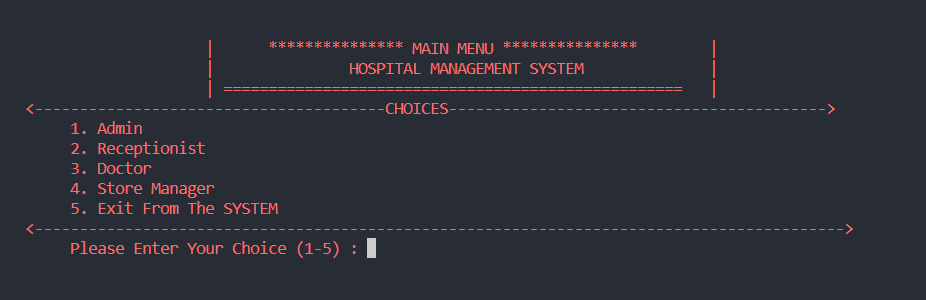 | *************** MAIN MENU *************** |
| HOSPITAL MANAGEMENT SYSTEM |
| =================================================== |
<---------------------------------------CHOICES------------------------------------------>
1. Admin
2. Receptionist
3. Doctor
4. Store Manager
5. Exit From The SYSTEM
<------------------------------------------------------------------------------------------>
Please Enter Your Choice (1-5) :